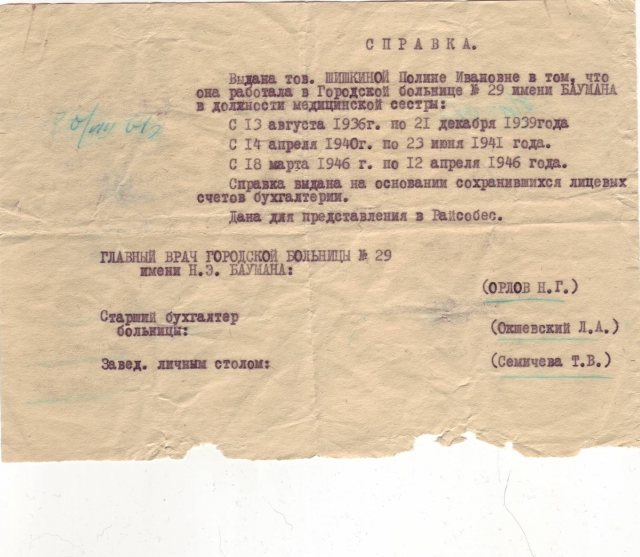 СПРАВКА.
Выдана тов. ШИШКИНОЙ Полине Ивановне в том, что
она работала в Городской больнице № 29 имени БАУМАНА
в должности медицинской сестры:
С 13 августа 1936г. по 21 декабря 1939года
С 14 апреля 1940г. по 23 июня 1941 года.
С 18 марта 1946 г. по 12 апреля 1946 года.
Справка выдана на основании сохранившихся лицевых
счетов бухгалтерии.
Дана для представления в Райсобес.
ГЛАВНЫЙ ВРАЧ ГОРОДСКОЙ БОЛЬНИЦЫ № 29
имени Н.Э. БАУМАНА:
(ОРЛОВ Н.Г.)
Старший бухгалтер
больницы:
(Окшевский Л.А.)
Завед. личным столом:
(Семичева Т.В.)